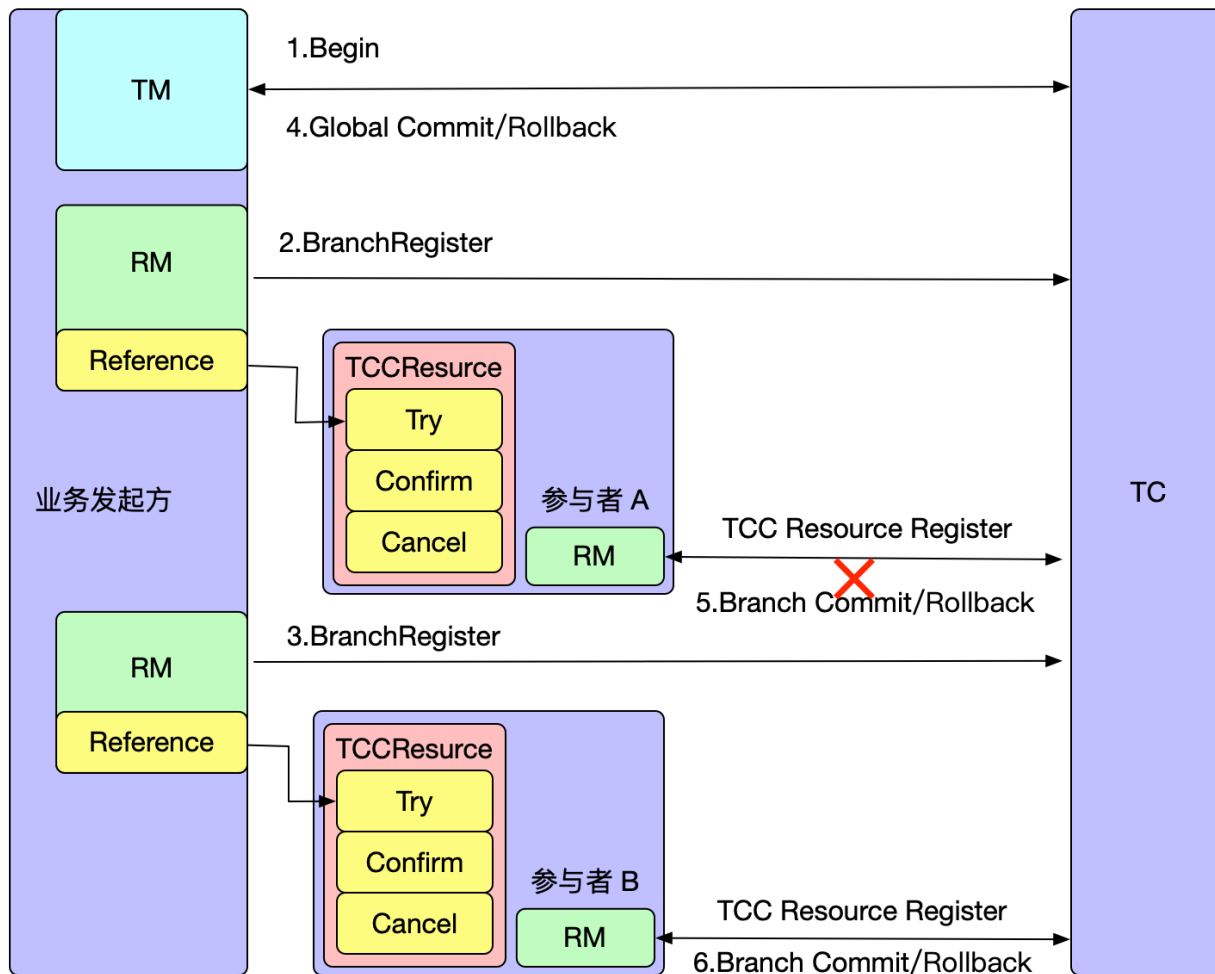 1.Begin
TM
4.Global Commit/Rollback
2.BranchRegister
RM
Reference
TCCResurce
Try
Confirm
Cancel
参与者 A
RM
业务发起方
TC
TCC Resource Register
5.Branch Commit/Rollback
3.BranchRegister
RM
Reference
TCCResurce
Try
Confirm
Cancel
参与者 B
RM
TCC Resource Register
6.Branch Commit/Rollback